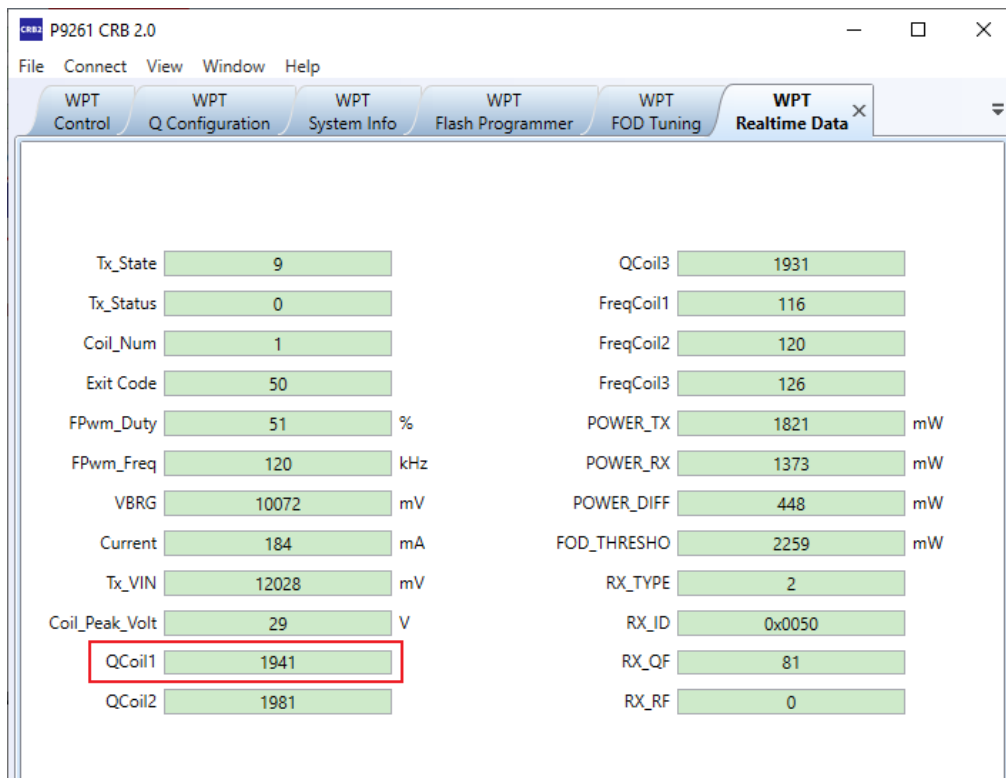 CRB2 P9261 CRB 2.0
File Connect View Window Help
WPT Control
WPT Q Configuration
WPT System Info
WPT Flash Programmer
WPT FOD Tuning
WPT Realtime Data
Tx_State 9
Tx_Status 0
Coil_Num 1
Exit Code 50
FPwm_Duty 51 %
FPwm_Freq 120 kHz
VBRG 10072 mV
Current 184 mA
Tx_VIN 12028 mV
Coil_Peak_Volt 29 V
QCoil1 1941
QCoil2 1981
QCoil3 1931
FreqCoil1 116
FreqCoil2 120
FreqCoil3 126
POWER_TX 1821 mW
POWER_RX 1373 mW
POWER_DIFF 448 mW
FOD_THRESHO 2259 mW
RX_TYPE 2
RX_ID 0x0050
RX_QF 81
RX_RF 0